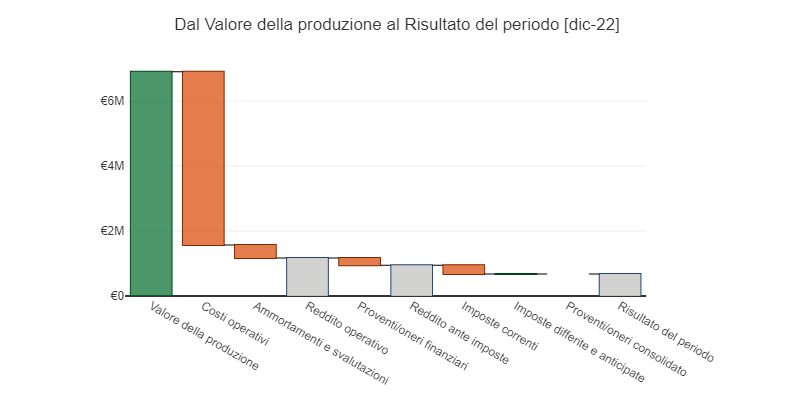 Dal Valore della produzione al Risultato del periodo [dic-22]
€6M
€4M
€2M
€0
Valore della produzione
Costi operativi
Ammortamenti e svalutazioni
Reddito operativo
Proventi/oneri finanziari
Reddito ante imposte
Imposte correnti
Imposte differite e anticipate
Proventi/oneri consolidato
Risultato del periodo